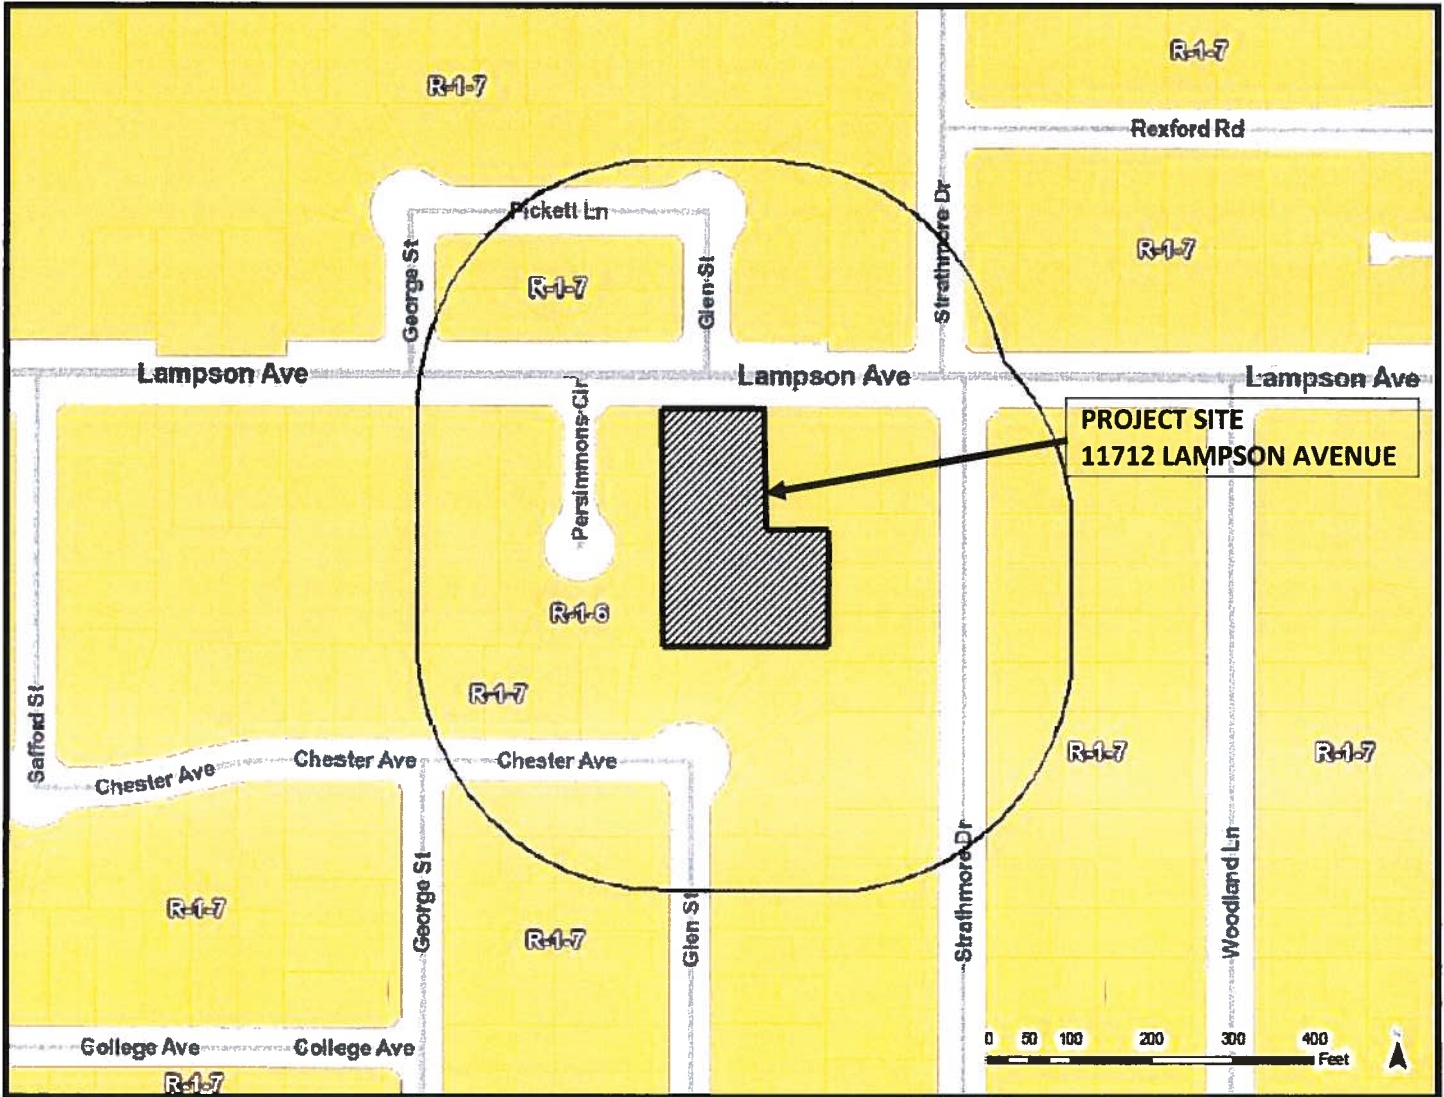 R-1-7
R-1-7
Rexford Rd
Pickett Ln
Strathmore Dr
George St
Glen St
R-1-7
R-1-7
Lampson Ave
Lampson Ave
Lampson Ave
Persimmons Cir
PROJECT SITE
11712 LAMPSON AVENUE
R-1-6
R-1-7
Safford St
Chester Ave
Chester Ave
Chester Ave
R-1-7
R-1-7
George St
Glen St
Strathmore Dr
Woodland Ln
R-1-7
R-1-7
College Ave
College Ave
R-1-7
0 50 100 200 300 400
Feet